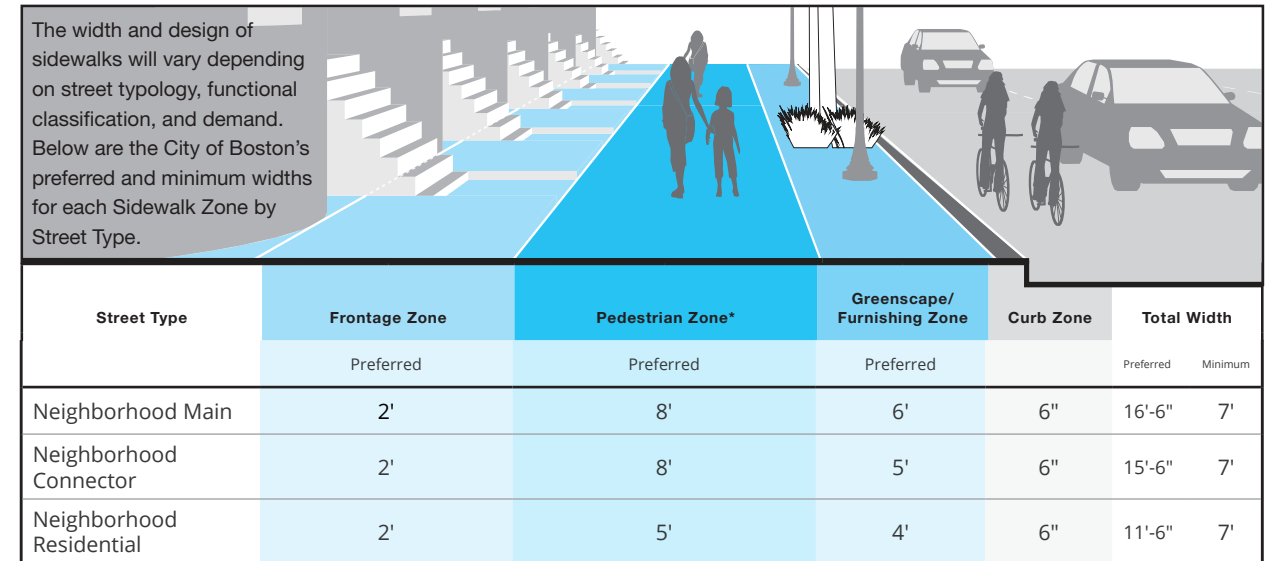 The width and design of
sidewalks will vary depending
on street typology, functional
classification, and demand.
Below are the City of Boston’s
preferred and minimum widths
for each Sidewalk Zone by
Street Type.
Street Type Frontage Zone Pedestrian Zone* Greenscape/
Furnishing Zone Curb Zone Total Width
Preferred Preferred Preferred Preferred Minimum
Neighborhood Main 2' 8' 6' 6" 16'-6" 7'
Neighborhood
Connector 2' 8' 5' 6" 15'-6" 7'
Neighborhood
Residential 2' 5' 4' 6" 11'-6" 7'